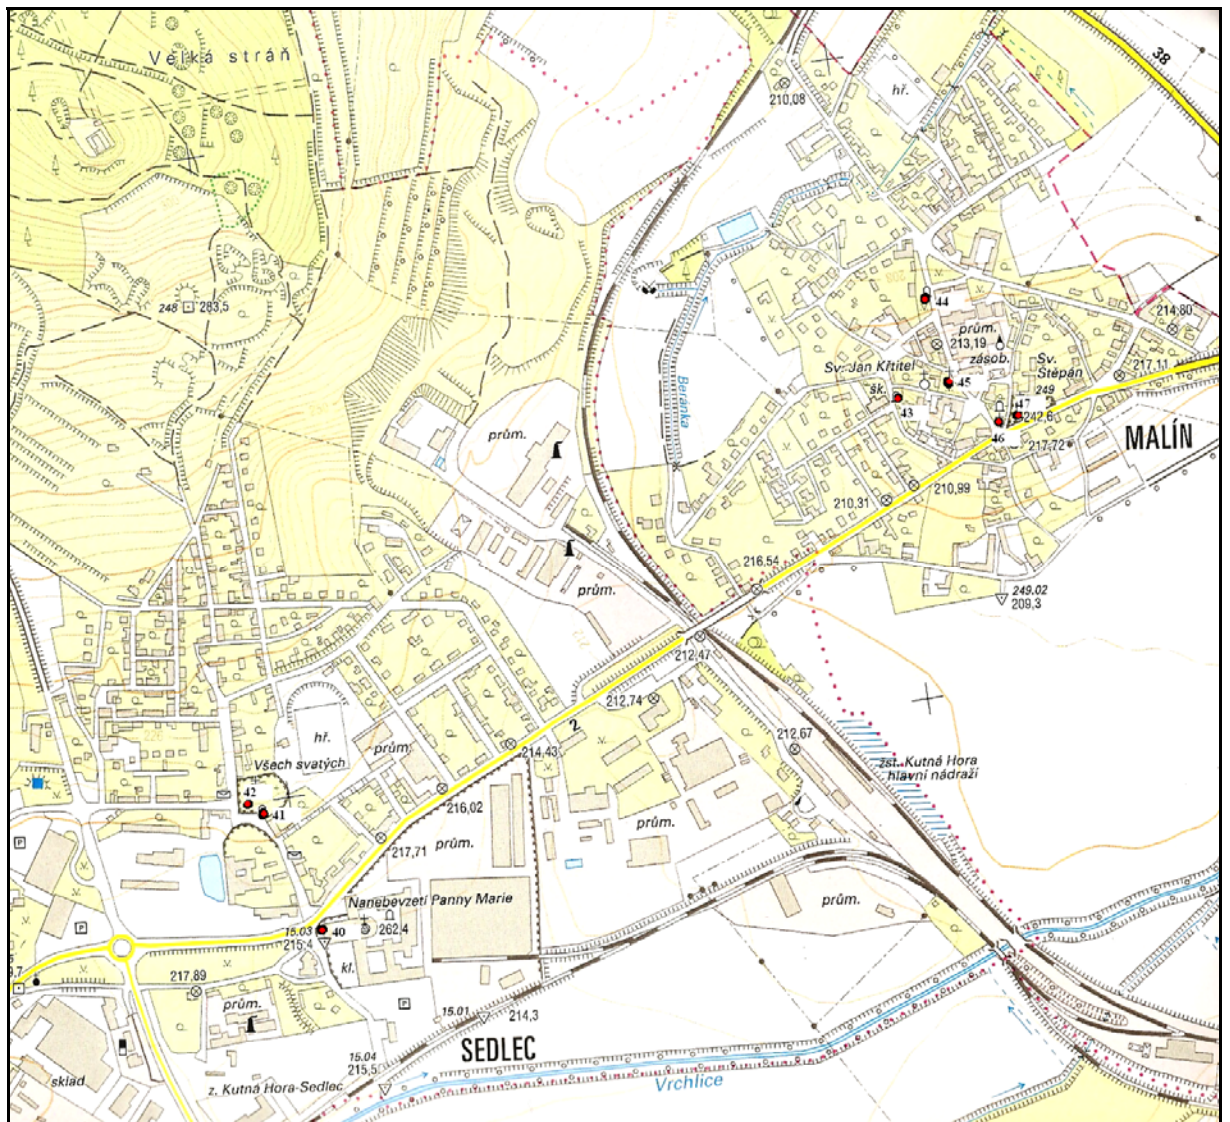 Velká stráň
38
210,08
hř.
248
283,5
44
214,80
prům.
213,19
zásob.
Sv.
Štěpán
249
217,11
Sv. Jan Křtitel
šk.
45
43
47
242,6
46
217,72
MALÍN
Beránka
prům.
210,99
210,31
216,54
prům.
249.02
209,3
212,47
212,74
2
212,67
214,43
hř.
prům.
Všech svatých
žst. Kutná Hora
hlavní nádraží
42
41
216,02
prům.
prům.
217,71
P
Nanebevzetí Panny Marie
prům.
15.03
215,4
40
262,4
P
kl.
217,89
prům.
P
15.01
214,3
SEDLEC
15.04
215,5
sklad
z. Kutná Hora-Sedlec
Vrchlice